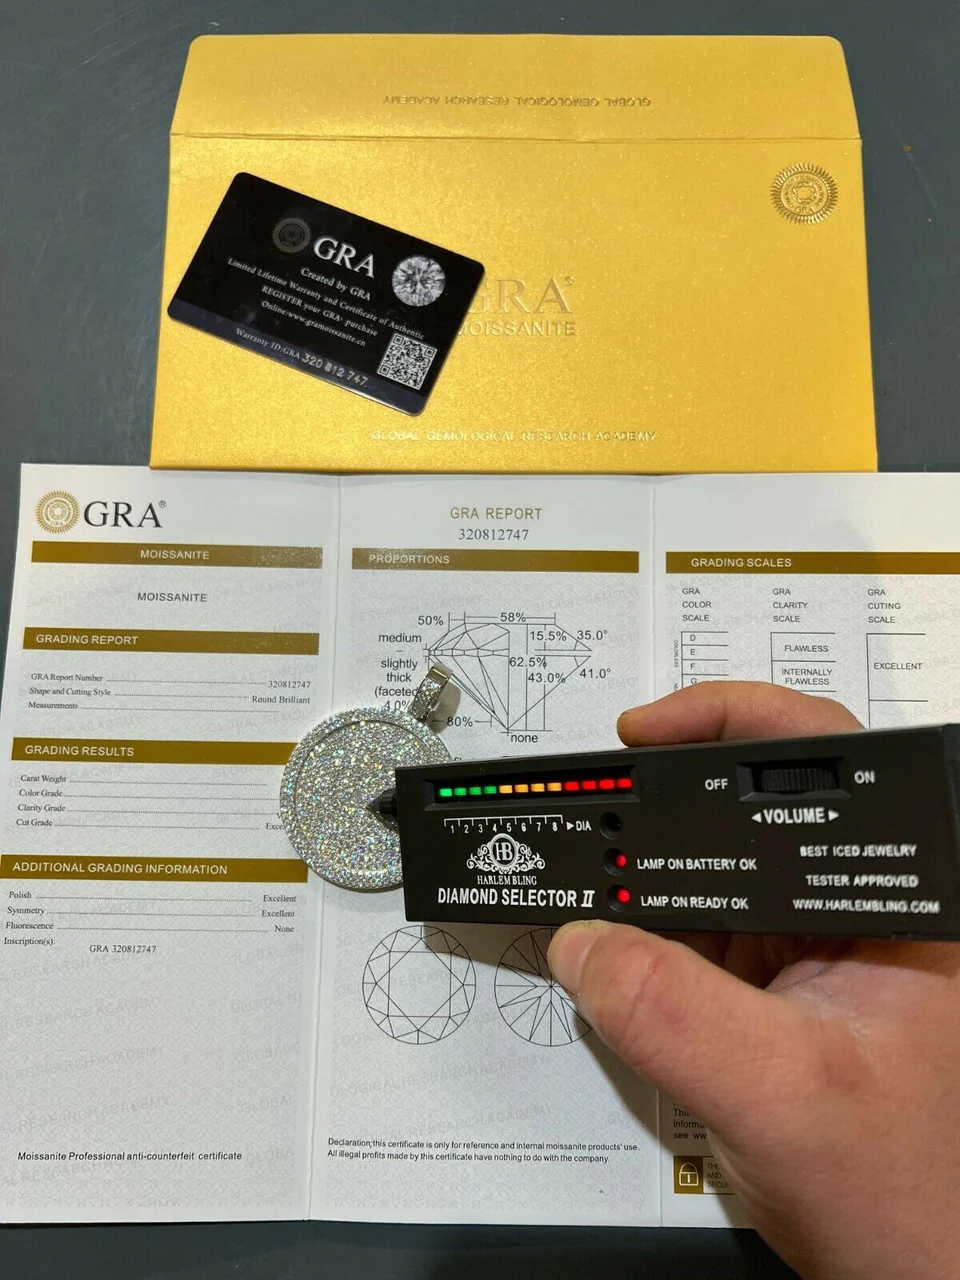 GLOBAL GEMOLOGICAL RESEARCH ACADEMY
GRA
GRA
Created by GRA
Limited Lifetime Warranty and Certificate of Authentic
REGISTER your GRA- purchase
Online:www.gramoissanite.cn
Warranty ID:GRA 320 812 747
GRA
MOISSANITE
GLOBAL GEMOLOGICAL RESEARCH ACADEMY
GRA®
MOISSANITE
MOISSANITE
GRADING REPORT
GRA Report Number 320812747
Shape and Cutting Style Round Brilliant
Measurements
GRADING RESULTS
Carat Weight
Color Grade
Clarity Grade
Cut Grade
ADDITIONAL GRADING INFORMATION
Polish Excellent
Symmetry Excellent
Fluorescence None
Inscription(s): GRA 320812747
Moissanite Professional anti-counterfeit certificate
GRA REPORT
320812747
PROPORTIONS
50% 58%
medium
15.5% 35.0°
slightly
thick
(faceted
4.0%
62.5%
43.0% 41.0°
80%
none
Declaration;this certificate is only for reference and internal moissanite products' use.
All illegal profits made by this certificate have nothing to do with the company.
GRADING SCALES
GRA
COLOR
SCALE
GRA
CLARITY
SCALE
GRA
CUTING
SCALE
D
E
F
G
FLAWLESS
INTERNALLY
FLAWLESS
EXCELLENT
OFF ON
◄VOLUME►
1 2 3 4 5 6 7 8 ►DIA
HB
HARLEM BLING
DIAMOND SELECTOR II
LAMP ON BATTERY OK
LAMP ON READY OK
BEST ICED JEWELRY
TESTER APPROVED
WWW.HARLEMBLING.COM
see ww